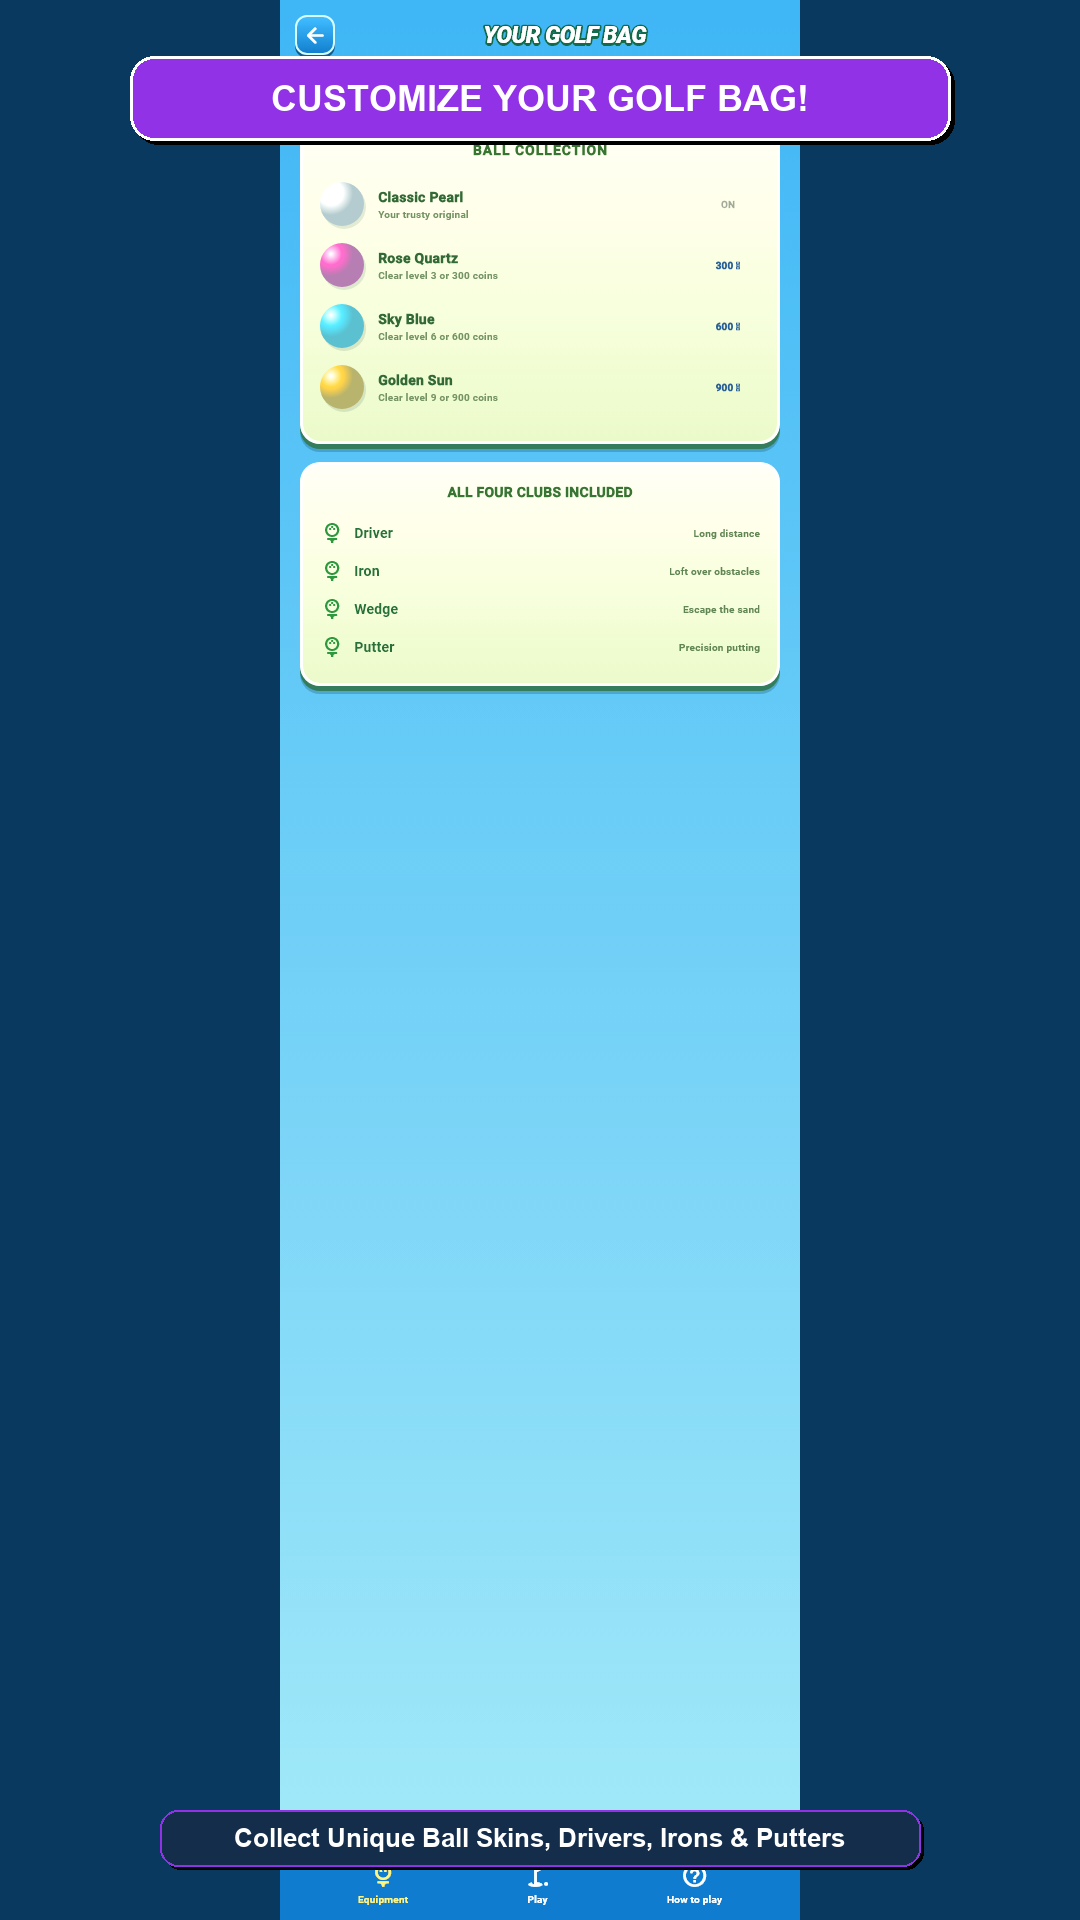 YOUR GOLF BAG
CUSTOMIZE YOUR GOLF BAG!
BALL COLLECTION
Classic Pearl
Your trusty original
ON
Rose Quartz
Clear level 3 or 300 coins
300
Sky Blue
Clear level 6 or 600 coins
600
Golden Sun
Clear level 9 or 900 coins
900
ALL FOUR CLUBS INCLUDED
Driver Long distance
Iron Loft over obstacles
Wedge Escape the sand
Putter Precision putting
Collect Unique Ball Skins, Drivers, Irons & Putters
Equipment Play How to play